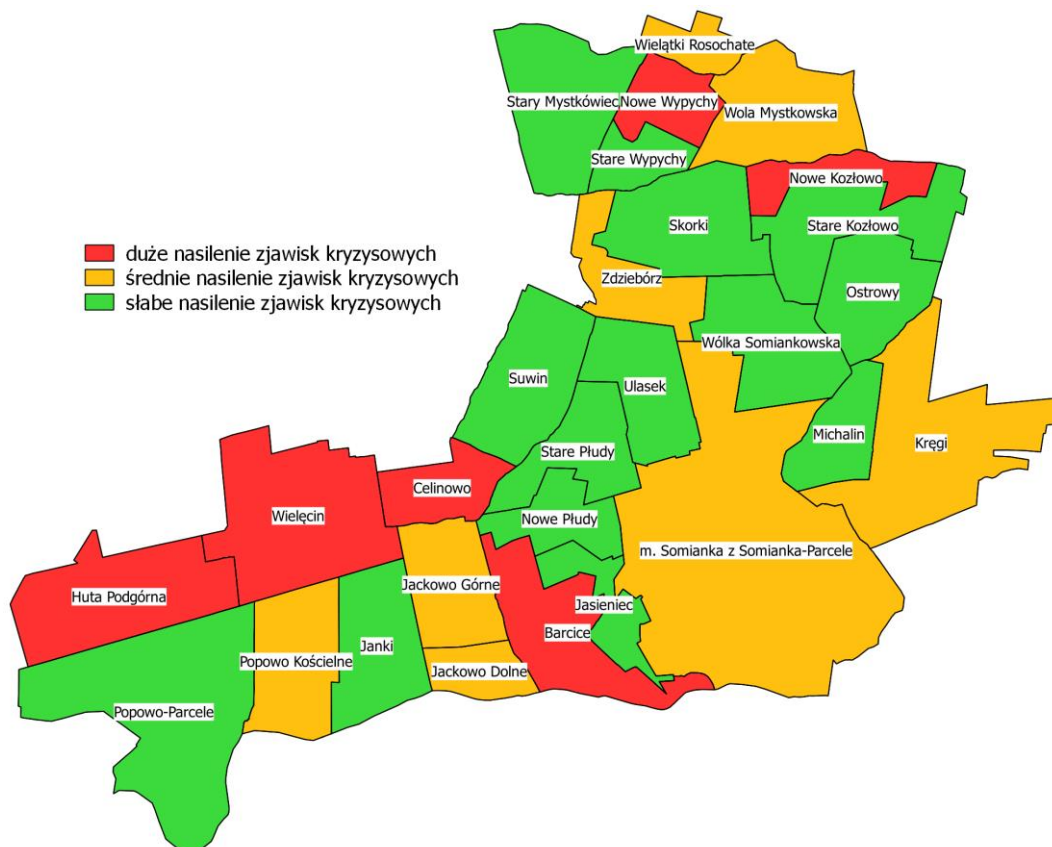 Wielątki Rosochate
Stary Mystkówiec
Nowe Wypychy
Wola Mystkowska
Stare Wypychy
Nowe Kozłowo
Skorki
Stare Kozłowo
duże nasilenie zjawisk kryzysowych
średnie nasilenie zjawisk kryzysowych
słabe nasilenie zjawisk kryzysowych
Zdziebórz
Ostrowy
Wólka Somiankowska
Suwin
Ulasek
Michalin
Kręgi
Stare Płudy
Celinowo
Wielęcin
Nowe Płudy
m. Somianka z Somianka-Parcele
Jackowo Górne
Huta Podgórna
Jasieniec
Barcice
Janki
Popowo Kościelne
Jackowo Dolne
Popowo-Parcele